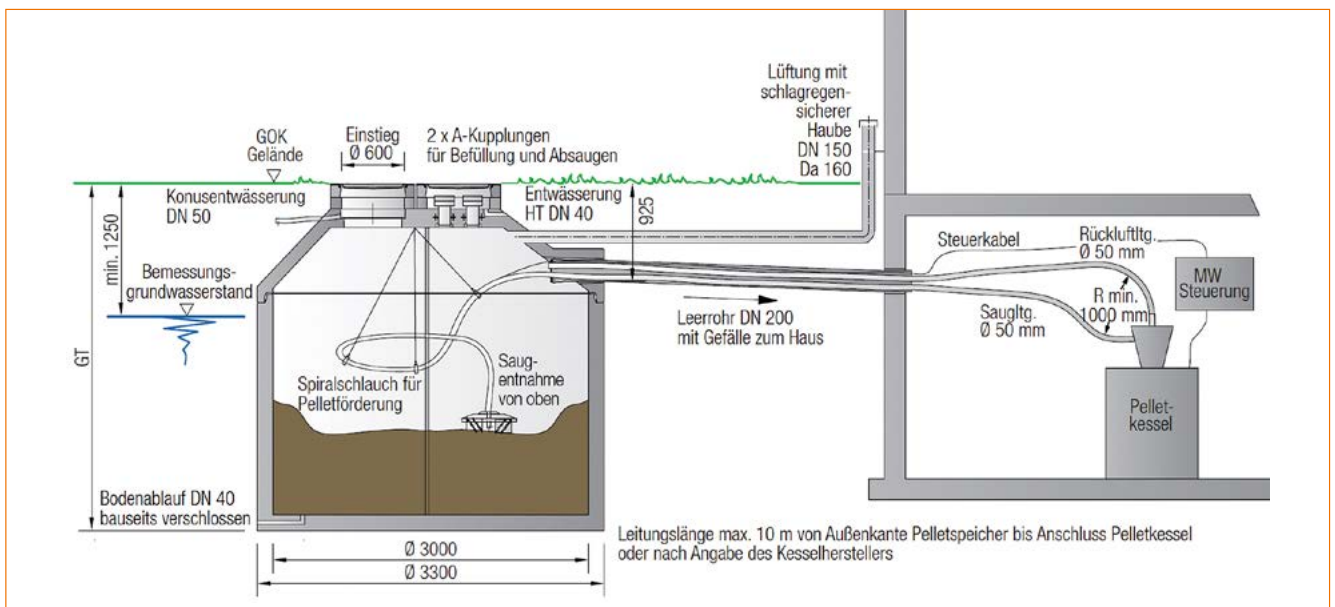 GOK
Gelände
Einstieg
Ø 600
2 x A-Kupplungen
für Befüllung und Absaugen
Lüftung mit
schlagregen-
sicherer
Haube
DN 150
Da 160
Konusentwässerung
DN 50
Entwässerung
HT DN 40
925
min. 1250
Bemessungs-
grundwasserstand
GT
Steuerkabel
Rückluftltg.
Ø 50 mm
MW
Steuerung
R min.
1000 mm
Saugltg.
Ø 50 mm
Leerrohr DN 200
mit Gefälle zum Haus
Spiralschlauch für
Pelletförderung
Saug-
entnahme
von oben
Pellet-
kessel
Bodenablauf DN 40
bauseits verschlossen
Leitungslänge max. 10 m von Außenkante Pelletspeicher bis Anschluss Pelletkessel
oder nach Angabe des Kesselherstellers
Ø 3000
Ø 3300